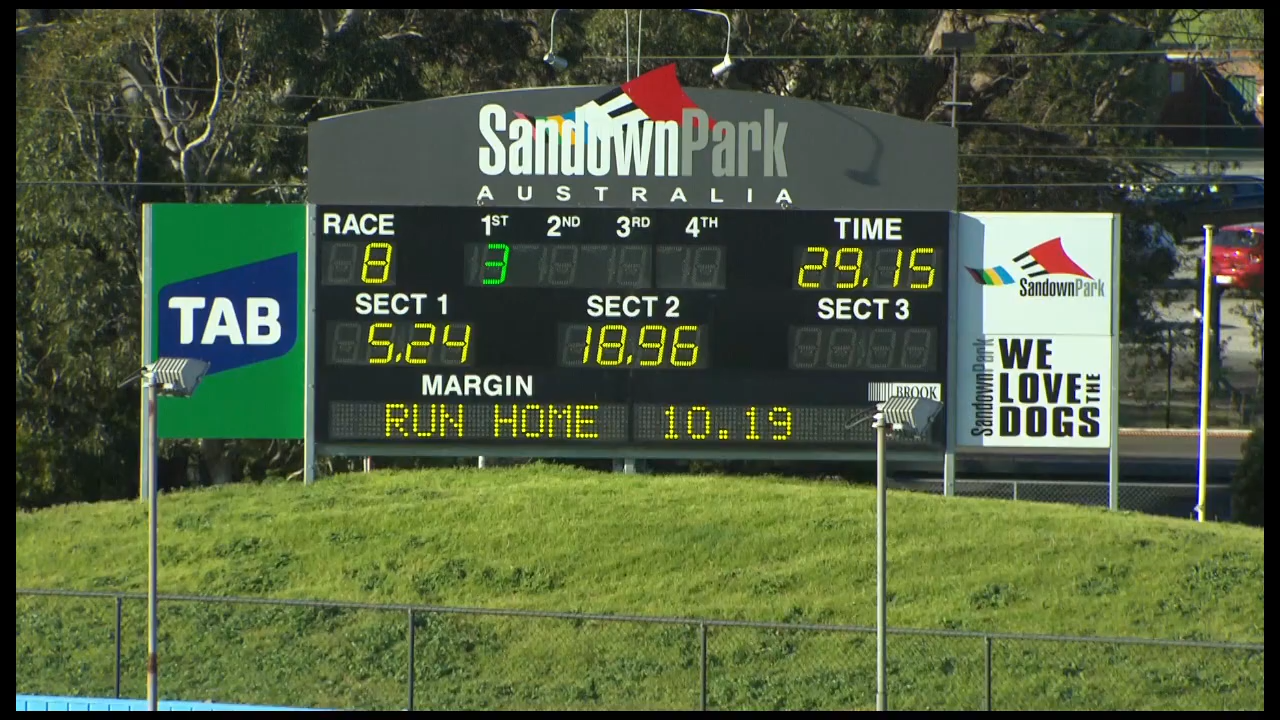 SandownPark
AUSTRALIA
RACE 1ST 2ND 3RD 4TH TIME
8 3 29.15
SECT 1 SECT 2 SECT 3
5.24 18.96
MARGIN
BROOK
RUN HOME 10.19
TAB
SandownPark
SandownPark
WE
LOVE THE
DOGS